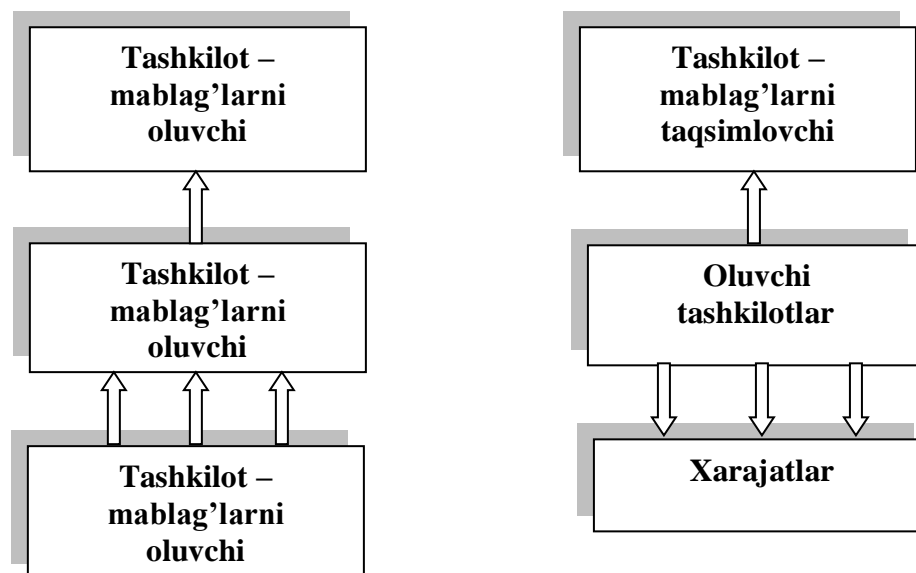 Tashkilot –
mablag’larni
oluvchi
Tashkilot –
mablag’larni
oluvchi
Tashkilot –
mablag’larni
oluvchi
Tashkilot –
mablag’larni
taqsimlovchi
Oluvchi
tashkilotlar
Xarajatlar